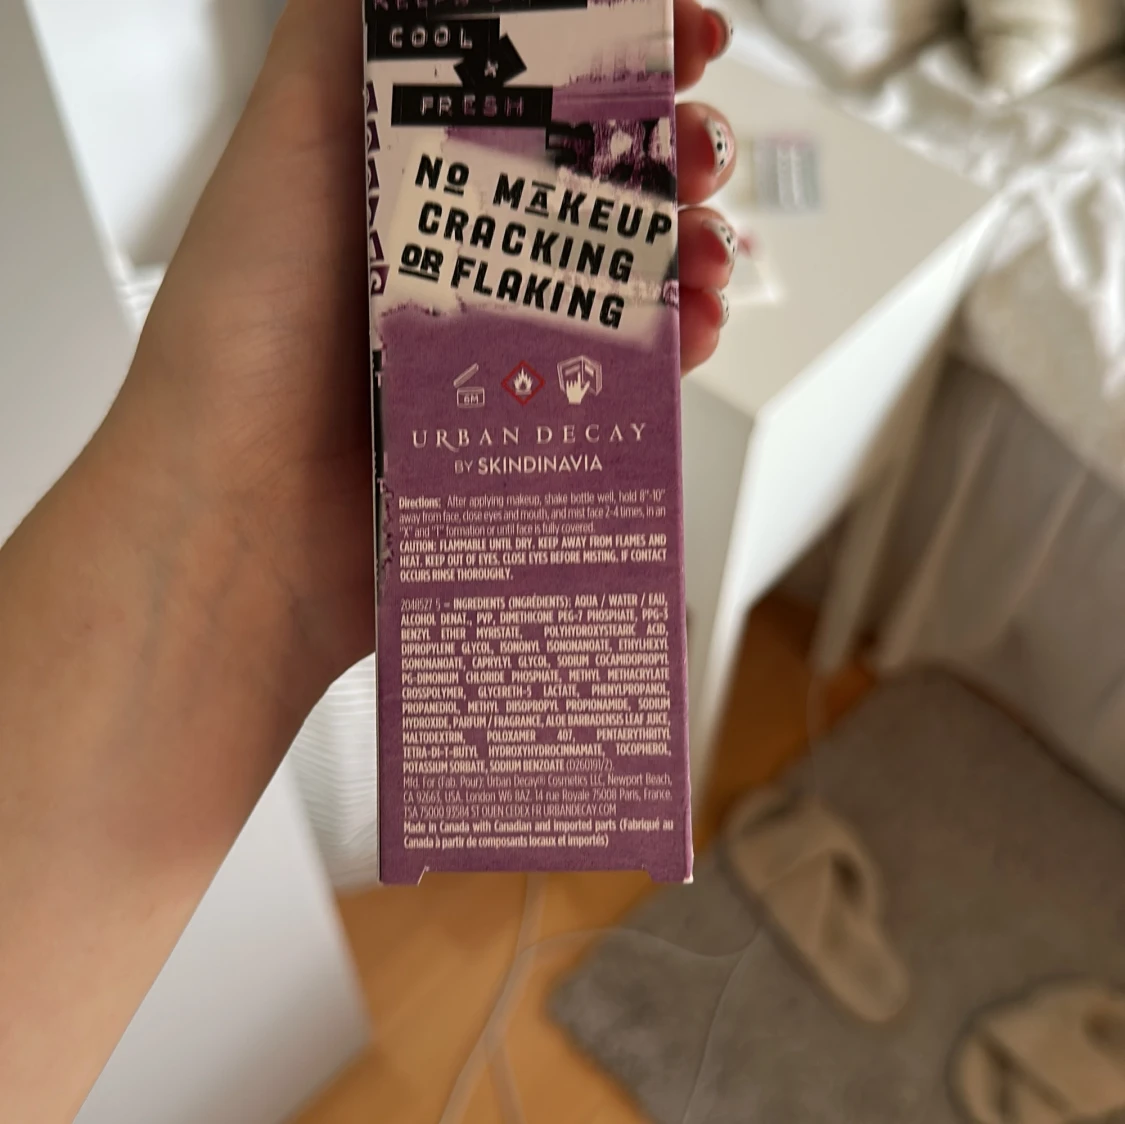 COOL
X
FRESH
NO MAKEUP
CRACKING
OR FLAKING
6M
URBAN DECAY
BY SKINDINAVIA
Directions: After applying makeup, shake bottle well, hold 8"-10"
away from face, close eyes and mouth, and mist face 2-4 times, in an
"X" and "T" formation or until face is fully covered.
CAUTION: FLAMMABLE UNTIL DRY. KEEP AWAY FROM FLAMES AND
HEAT. KEEP OUT OF EYES. CLOSE EYES BEFORE MISTING. IF CONTACT
OCCURS RINSE THOROUGHLY.
2048527 5 – INGREDIENTS (INGRÉDIENTS): AQUA / WATER / EAU,
ALCOHOL DENAT., PVP, DIMETHICONE PEG-7 PHOSPHATE, PPG-3
BENZYL ETHER MYRISTATE, POLYHYDROXYSTEARIC ACID,
DIPROPYLENE GLYCOL, ISONONYL ISONONANOATE, ETHYLHEXYL
ISONONANOATE, CAPRYLYL GLYCOL, SODIUM COCAMIDOPROPYL
PG-DIMONIUM CHLORIDE PHOSPHATE, METHYL METHACRYLATE
CROSSPOLYMER, GLYCERETH-5 LACTATE, PHENYLPROPANOL,
PROPANEDIOL, METHYL DIISOPROPYL PROPIONAMIDE, SODIUM
HYDROXIDE, PARFUM / FRAGRANCE, ALOE BARBADENSIS LEAF JUICE,
MALTODEXTRIN, POLOXAMER 407, PENTAERYTHRITYL
TETRA-DI-T-BUTYL HYDROXYHYDROCINNAMATE, TOCOPHEROL,
POTASSIUM SORBATE, SODIUM BENZOATE (D260191/2).
Mfd. For (Fab. Pour): Urban Decay® Cosmetics LLC, Newport Beach,
CA 92663, USA. London W6 8AZ. 14 rue Royale 75008 Paris, France.
TSA 75000 93584 ST OUEN CEDEX FR URBANDECAY.COM
Made in Canada with Canadian and imported parts (Fabriqué au
Canada à partir de composants locaux et importés)